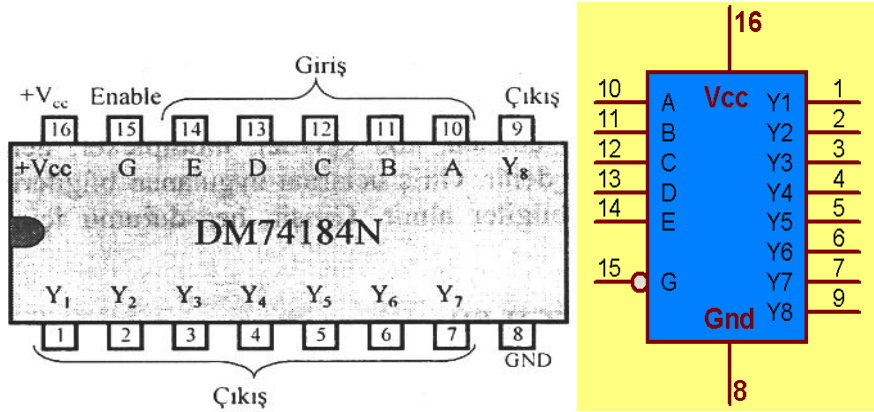 Giriş
+Vcc Enable Çıkış
16 15 14 13 12 11 10 9
+Vcc G E D C B A Y8
DM74184N
Y1 Y2 Y3 Y4 Y5 Y6 Y7
1 2 3 4 5 6 7 8
GND
Çıkış
16
Vcc
10 A Y1 1
11 B Y2 2
12 C Y3 3
13 D Y4 4
14 E Y5 5
Y6 6
15 G Y7 7
Y8 9
Gnd
8